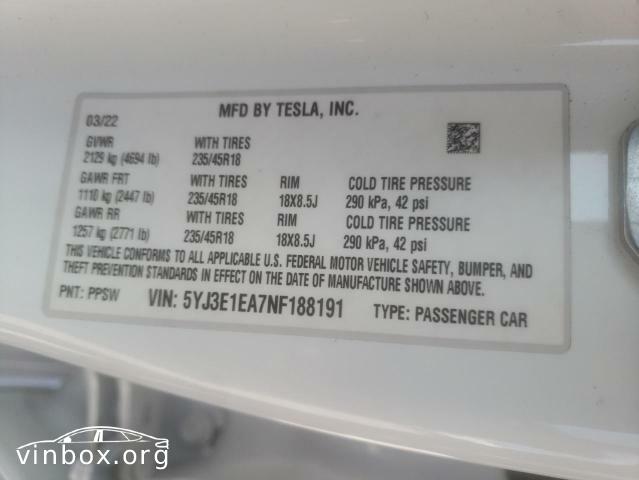 MFD BY TESLA, INC.
03/22
GVWR WITH TIRES
2129 kg (4694 lb) 235/45R18
GAWR FRT WITH TIRES RIM COLD TIRE PRESSURE
1110 kg (2447 lb) 235/45R18 18X8.5J 290 kPa, 42 psi
GAWR RR WITH TIRES RIM COLD TIRE PRESSURE
1257 kg (2771 lb) 235/45R18 18X8.5J 290 kPa, 42 psi
THIS VEHICLE CONFORMS TO ALL APPLICABLE U.S. FEDERAL MOTOR VEHICLE SAFETY, BUMPER, AND
THEFT PREVENTION STANDARDS IN EFFECT ON THE DATE OF MANUFACTURE SHOWN ABOVE.
PNT: PPSW VIN: 5YJ3E1EA7NF188191 TYPE: PASSENGER CAR
vinbox.org